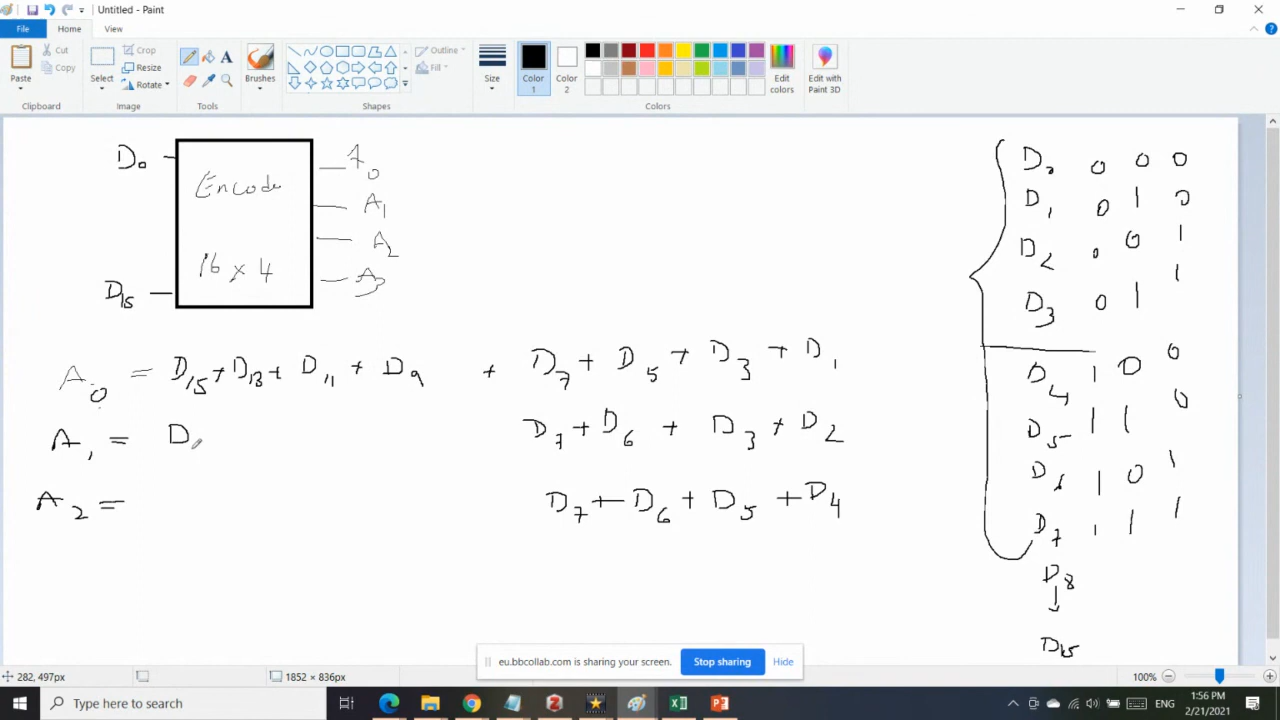 Untitled - Paint
File Home View
Paste Cut Copy Clipboard
Select Crop Resize Rotate Image
Tools
Brushes
Outline Fill Shapes
Size
Color 1 Color 2 Edit colors Colors
Edit with Paint 3D
D0 A0
Encode A1
A2
16 x 4 A3
D15
A0 = D15 + D13 + D11 + D9 + D7 + D5 + D3 + D1
A1 = D D7 + D6 + D3 + D2
A2 = D7 + D6 + D5 + D4
D0 0 0 0
D1 0 1 0
D2 0 0 1
D3 0 1 1
D4 1 0 0
D5 1 1 0
D6 1 0 1
D7 1 1 1
D8
D15
eu.bbcollab.com is sharing your screen. Stop sharing Hide
282, 497px 1852 × 836px 100%
Type here to search
ENG 1:56 PM
2/21/2021